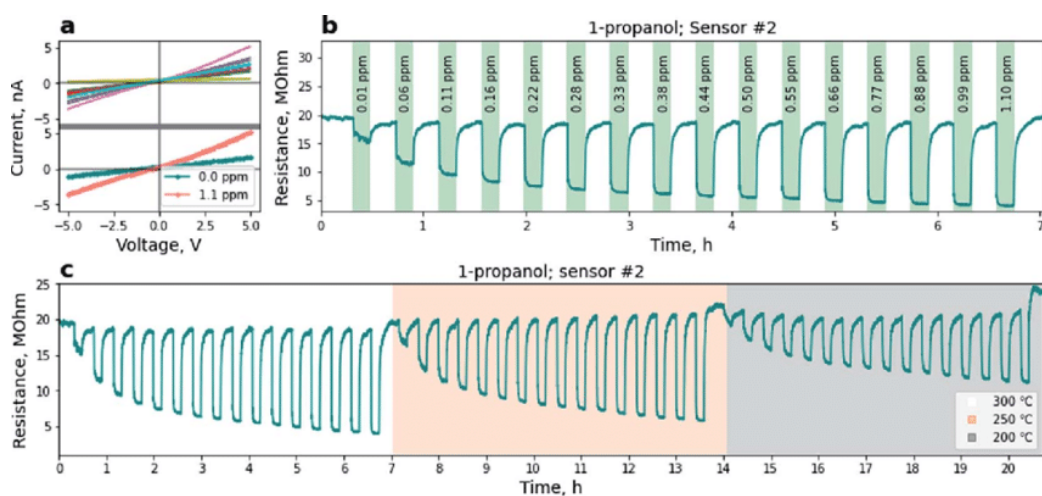 a
b
1-propanol; Sensor #2
Current, nA
5
0
−5
5
0
−5
0.0 ppm
1.1 ppm
−5.0 −2.5 0.0 2.5 5.0
Voltage, V
Resistance, MOhm
30
25
20
15
10
5
0.01 ppm
0.06 ppm
0.11 ppm
0.16 ppm
0.22 ppm
0.28 ppm
0.33 ppm
0.38 ppm
0.44 ppm
0.50 ppm
0.55 ppm
0.66 ppm
0.77 ppm
0.88 ppm
0.99 ppm
1.10 ppm
0 1 2 3 4 5 6 7
Time, h
c
1-propanol; sensor #2
Resistance, MOhm
25
20
15
10
5
300 °C
250 °C
200 °C
0 1 2 3 4 5 6 7 8 9 10 11 12 13 14 15 16 17 18 19 20
Time, h